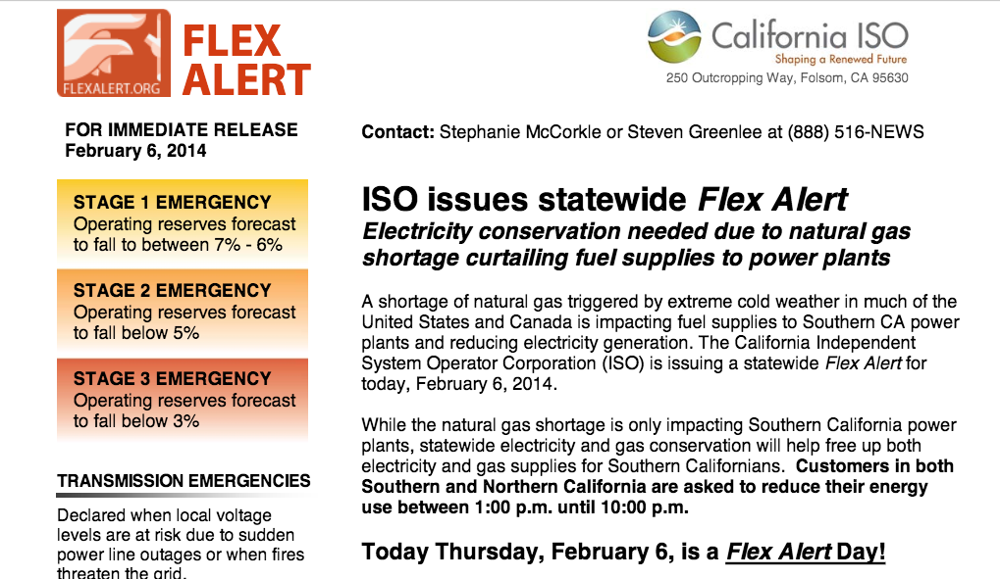 FLEXALERT.ORG
FLEX
ALERT
California ISO
Shaping a Renewed Future
250 Outcropping Way, Folsom, CA 95630
FOR IMMEDIATE RELEASE
February 6, 2014
STAGE 1 EMERGENCY
Operating reserves forecast
to fall to between 7% - 6%
STAGE 2 EMERGENCY
Operating reserves forecast
to fall below 5%
STAGE 3 EMERGENCY
Operating reserves forecast
to fall below 3%
TRANSMISSION EMERGENCIES
Declared when local voltage
levels are at risk due to sudden
power line outages or when fires
threaten the grid.
Contact: Stephanie McCorkle or Steven Greenlee at (888) 516-NEWS
ISO issues statewide Flex Alert
Electricity conservation needed due to natural gas
shortage curtailing fuel supplies to power plants
A shortage of natural gas triggered by extreme cold weather in much of the
United States and Canada is impacting fuel supplies to Southern CA power
plants and reducing electricity generation. The California Independent
System Operator Corporation (ISO) is issuing a statewide Flex Alert for
today, February 6, 2014.
While the natural gas shortage is only impacting Southern California power
plants, statewide electricity and gas conservation will help free up both
electricity and gas supplies for Southern Californians. Customers in both
Southern and Northern California are asked to reduce their energy
use between 1:00 p.m. until 10:00 p.m.
Today Thursday, February 6, is a Flex Alert Day!